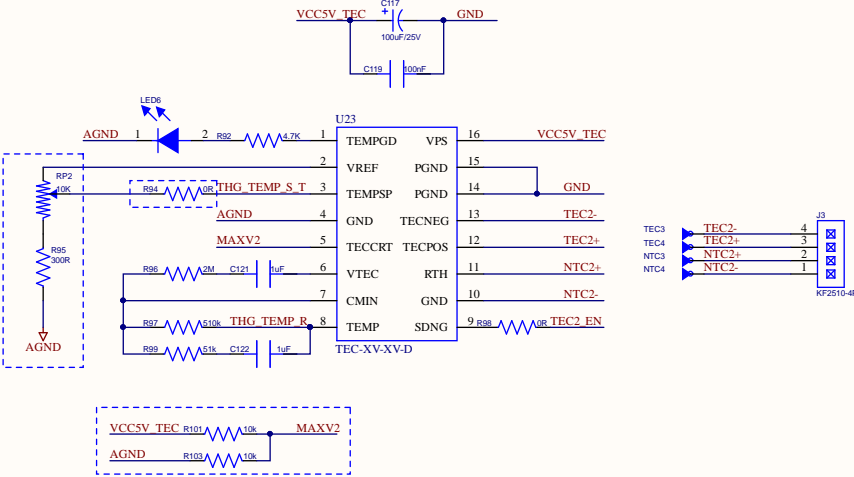 C117
VCC5V_TEC + GND
100uF/25V
C119 100nF
LED6
U23
AGND 1 2 R92 4.7K 1 TEMPGD VPS 16 VCC5V_TEC
2 VREF PGND 15
RP2
10K R94 0R THG_TEMP_S_T 3 TEMPSP PGND 14 GND
AGND 4 GND TECNEG 13 TEC2-
J3
TEC3 TEC2- 4
MAXV2 5 TECCRT TECPOS 12 TEC2+
TEC4 TEC2+ 3
R95
300R
NTC3 NTC2+ 2
R96 2M C121 1uF 6 VTEC RTH 11 NTC2+
NTC4 NTC2- 1
KF2510-4P
7 CMIN GND 10 NTC2-
R97 510k THG_TEMP_R 8 TEMP SDNG 9 R98 0R TEC2_EN
AGND
R99 51k C122 1uF
TEC-XV-XV-D
VCC5V_TEC R101 10k MAXV2
AGND R103 10k